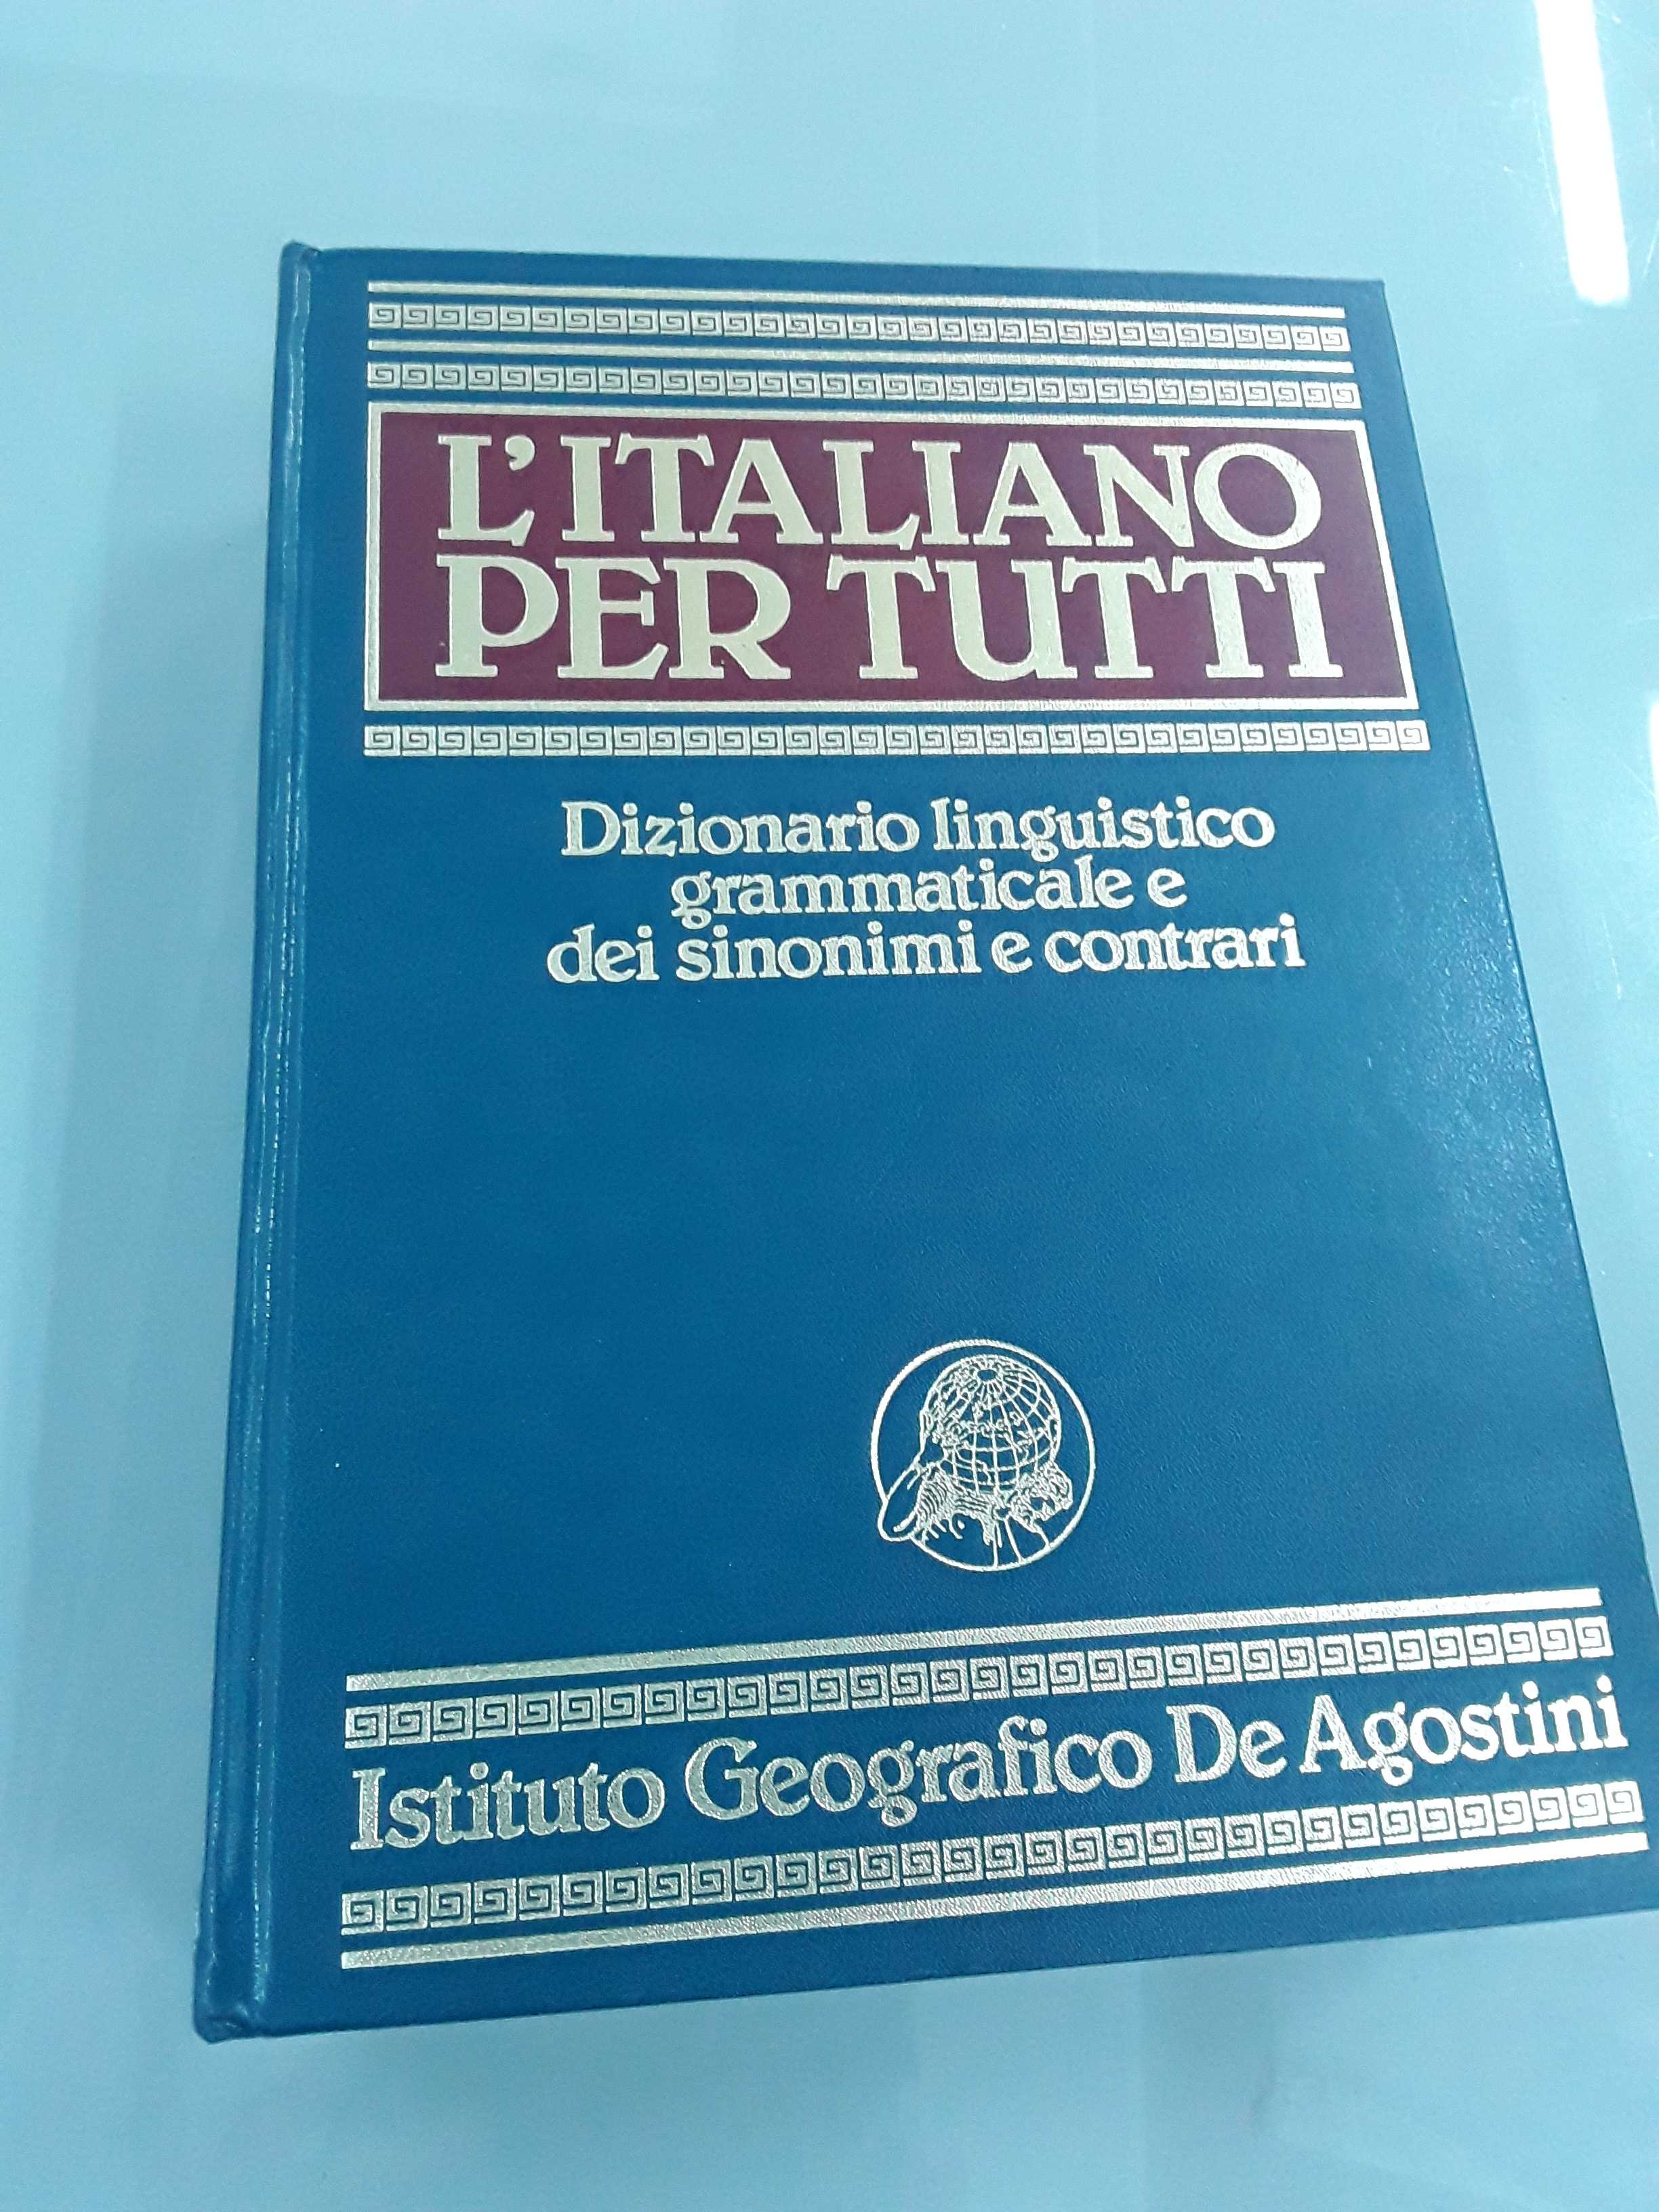 L'ITALIANO
PER TUTTI
Dizionario linguistico
grammaticale e
dei sinonimi e contrari
Istituto Geografico De Agostini